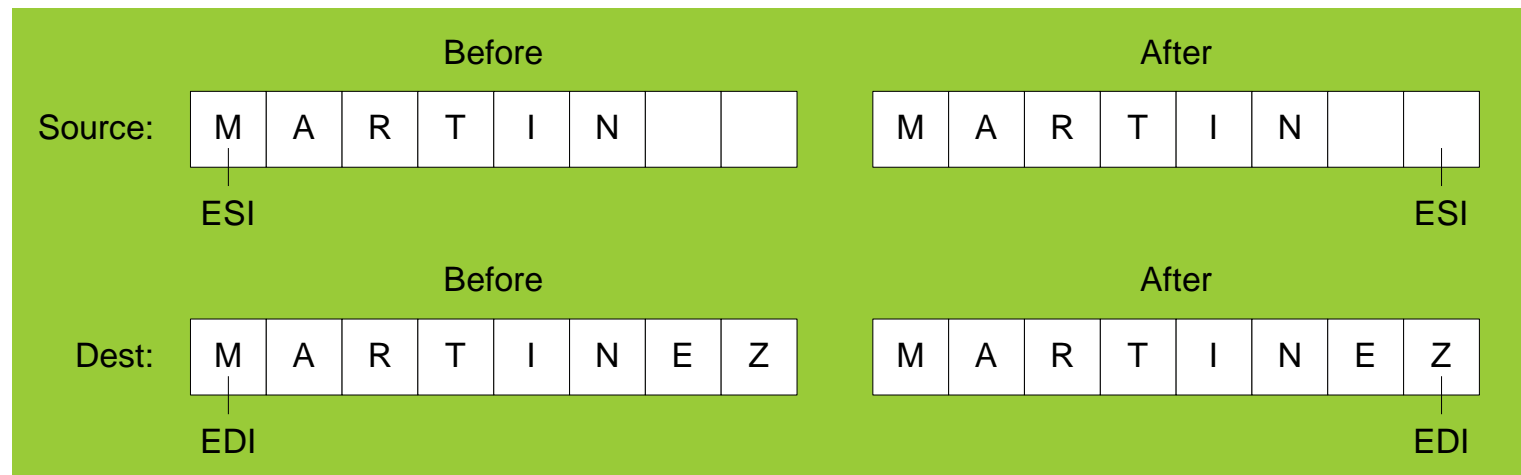 Before After
Source: M A R T I N M A R T I N
ESI ESI
Before After
Dest: M A R T I N E Z M A R T I N E Z
EDI EDI